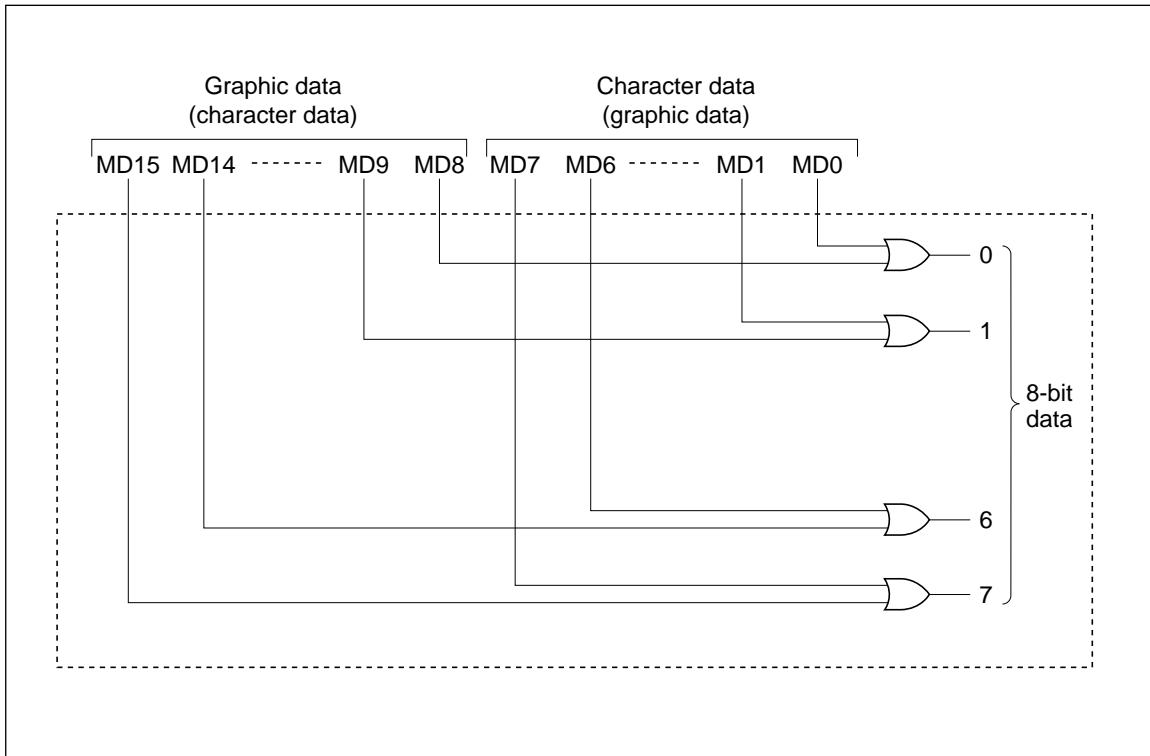 Graphic data
(character data)
Character data
(graphic data)
MD15 MD14 MD9 MD8 MD7 MD6 MD1 MD0
0
1
8-bit
data
6
7